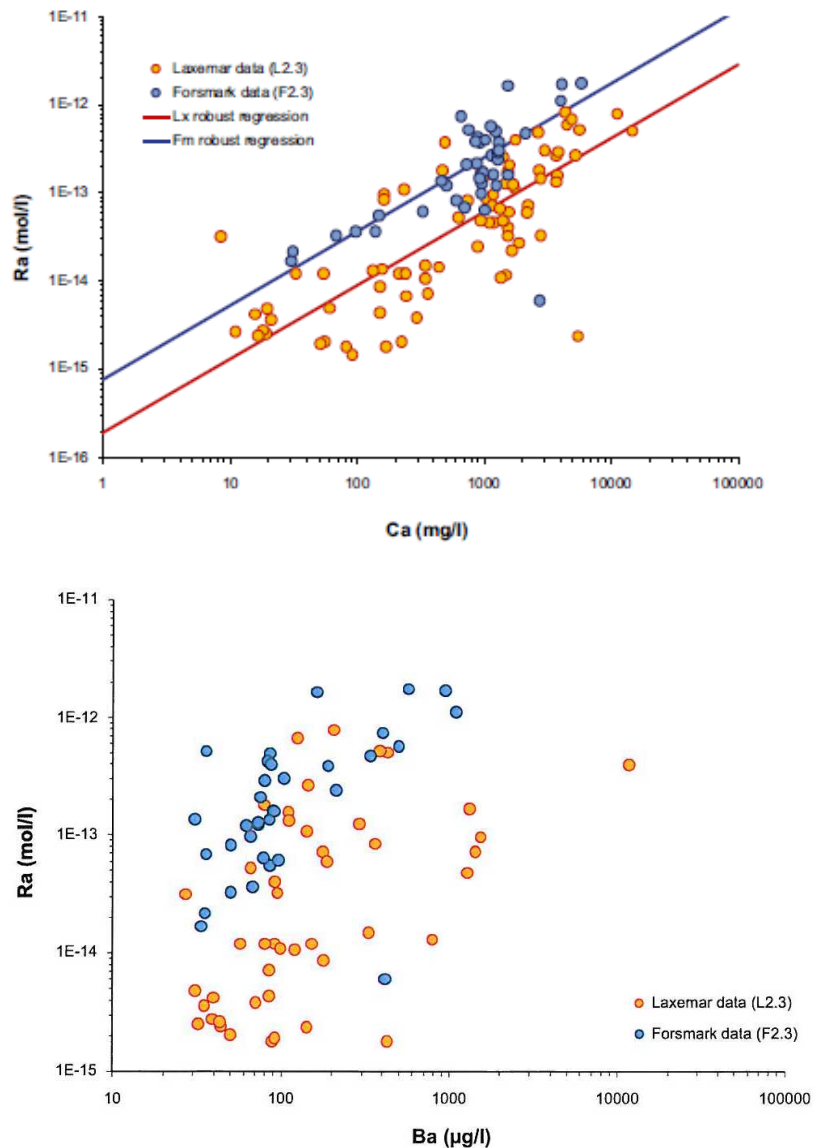 1E-11
Laxemar data (L2.3)
Forsmark data (F2.3)
Lx robust regression
Fm robust regression
1E-12
1E-13
1E-14
1E-15
1E-16
Ra (mol/l)
1 10 100 1000 10000 100000
Ca (mg/l)
1E-11
1E-12
1E-13
1E-14
1E-15
Ra (mol/l)
Laxemar data (L2.3)
Forsmark data (F2.3)
10 100 1000 10000 100000
Ba (µg/l)